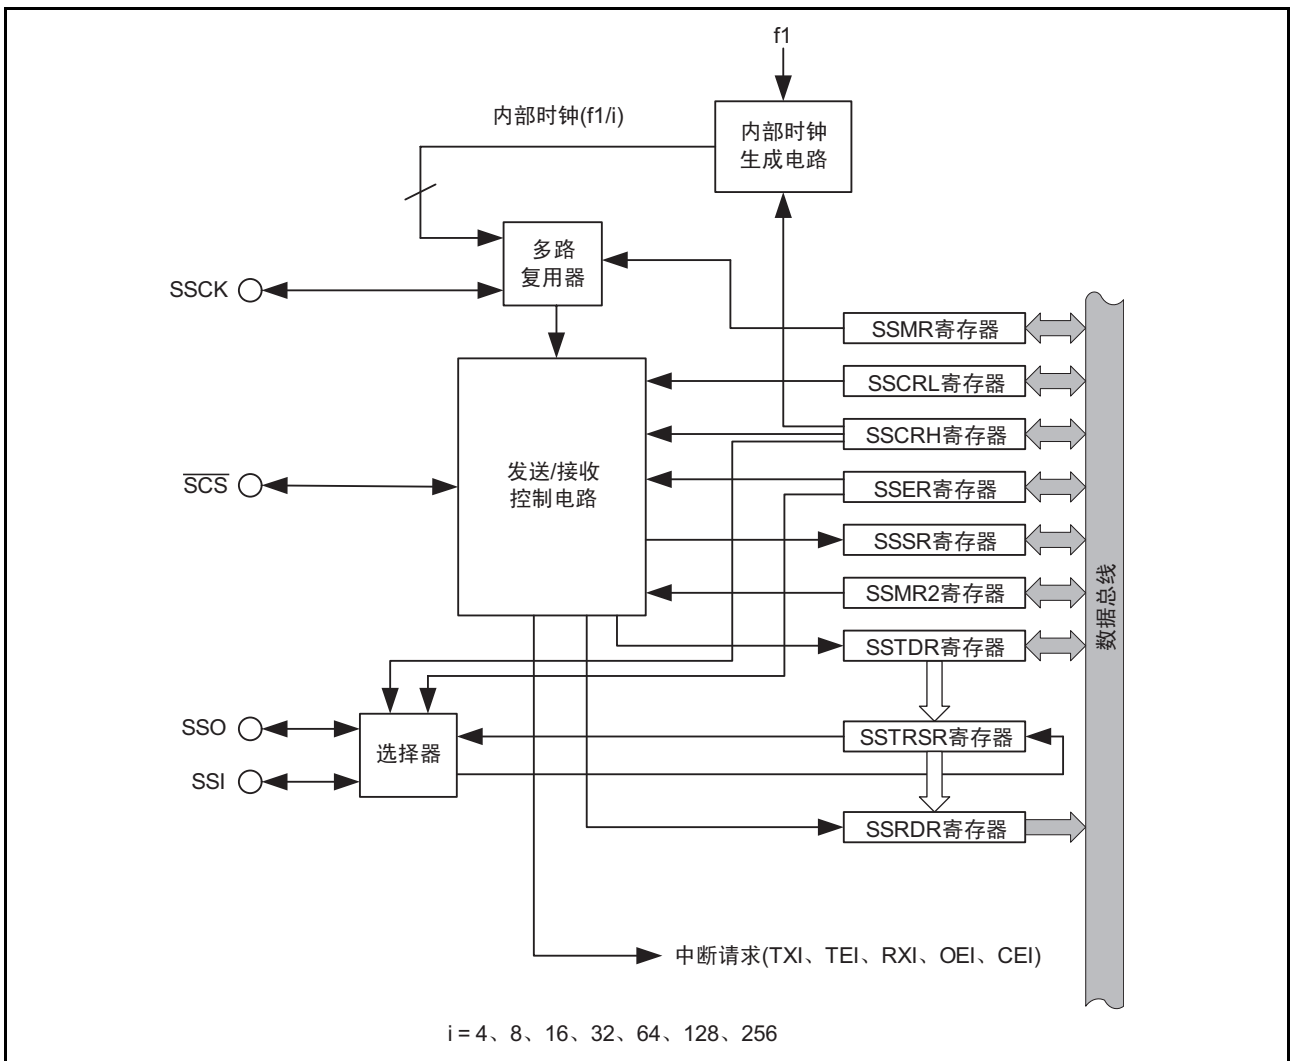 f1
内部时钟(f1/i)
内部时钟
生成电路
多路
复用器
SSCK
SSMR寄存器
SSCRL寄存器
SSCRH寄存器
发送/接收
控制电路
SCS
SSER寄存器
SSSR寄存器
SSMR2寄存器
数据总线
SSTDR寄存器
SSO
选择器
SSTRSR寄存器
SSI
SSRDR寄存器
中断请求(TXI、TEI、RXI、OEI、CEI)
i = 4、8、16、32、64、128、256